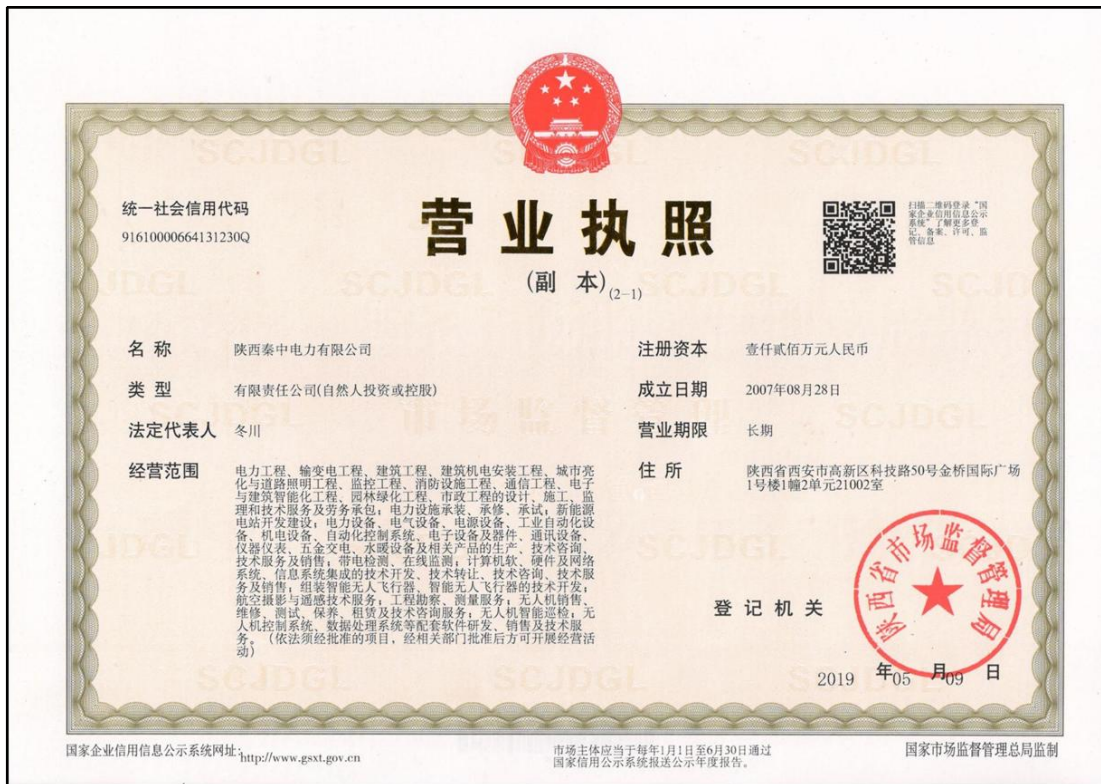 统一社会信用代码
91610000664131230Q
营业执照
(副 本)(2-1)
扫描二维码登录“国
家企业信用信息公示
系统”了解更多登
记、备案、许可、监
管信息
名 称 陕西秦中电力有限公司
类 型 有限责任公司(自然人投资或控股)
法定代表人 冬川
经营范围 电力工程、输变电工程、建筑工程、建筑机电安装工程、城市亮
化与道路照明工程、监控工程、消防设施工程、通信工程、电子
与建筑智能化工程、园林绿化工程、市政工程的设计、施工、监
理和技术服务及劳务承包；电力设施承装、承修、承试；新能源
电站开发建设；电力设备、电气设备、电源设备、工业自动化设
备、机电设备、自动化控制系统、电子设备及器件、通讯设备、
仪器仪表、五金交电、水暖设备及相关产品的生产、技术咨询、
技术服务及销售；带电检测、在线监测；计算机软、硬件及网络
系统、信息系统集成的技术开发、技术转让、技术咨询、技术服
务及销售；组装智能无人飞行器、智能无人飞行器的技术开发；
航空摄影与遥感技术服务；工程勘察、测量服务；无人机销售、
维修、测试、保养、租赁及技术咨询服务；无人机智能巡检；无
人机控制系统、数据处理系统等配套软件研发、销售及技术服
务。（依法须经批准的项目，经相关部门批准后方可开展经营活
动）
注册资本 壹仟贰佰万元人民币
成立日期 2007年08月28日
营业期限 长期
住 所 陕西省西安市高新区科技路50号金桥国际广场
1号楼1幢2单元21002室
登记机关
陕西省市场监督管理局
2019 年05 月09 日
SCJDGL
市场监督管理
国家企业信用信息公示系统网址：http://www.gsxt.gov.cn
市场主体应当于每年1月1日至6月30日通过
国家信用公示系统报送公示年度报告。
国家市场监督管理总局监制